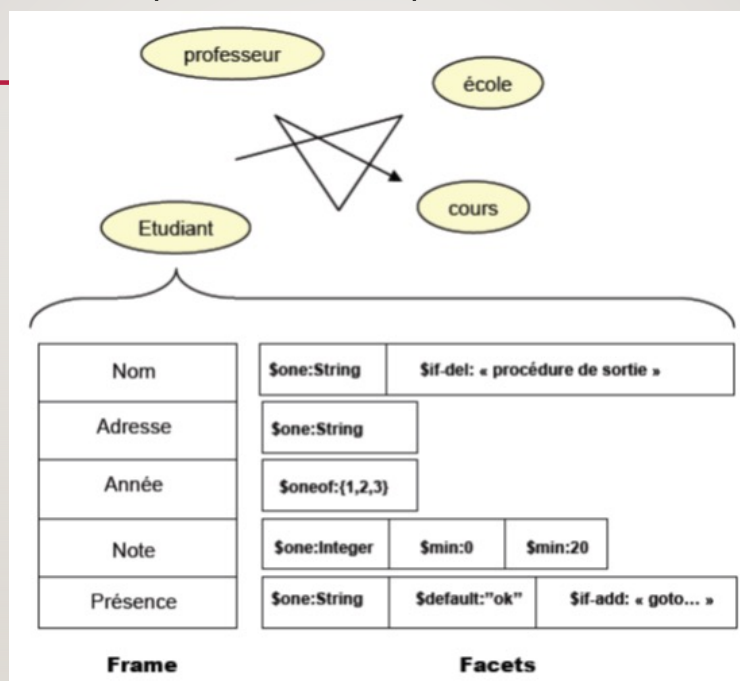 professeur
école
cours
Etudiant
Nom $one:String $if-del: « procédure de sortie »
Adresse $one:String
Année $oneof:{1,2,3}
Note $one:Integer $min:0 $min:20
Présence $one:String $default:"ok" $if-add: « goto... »
Frame Facets